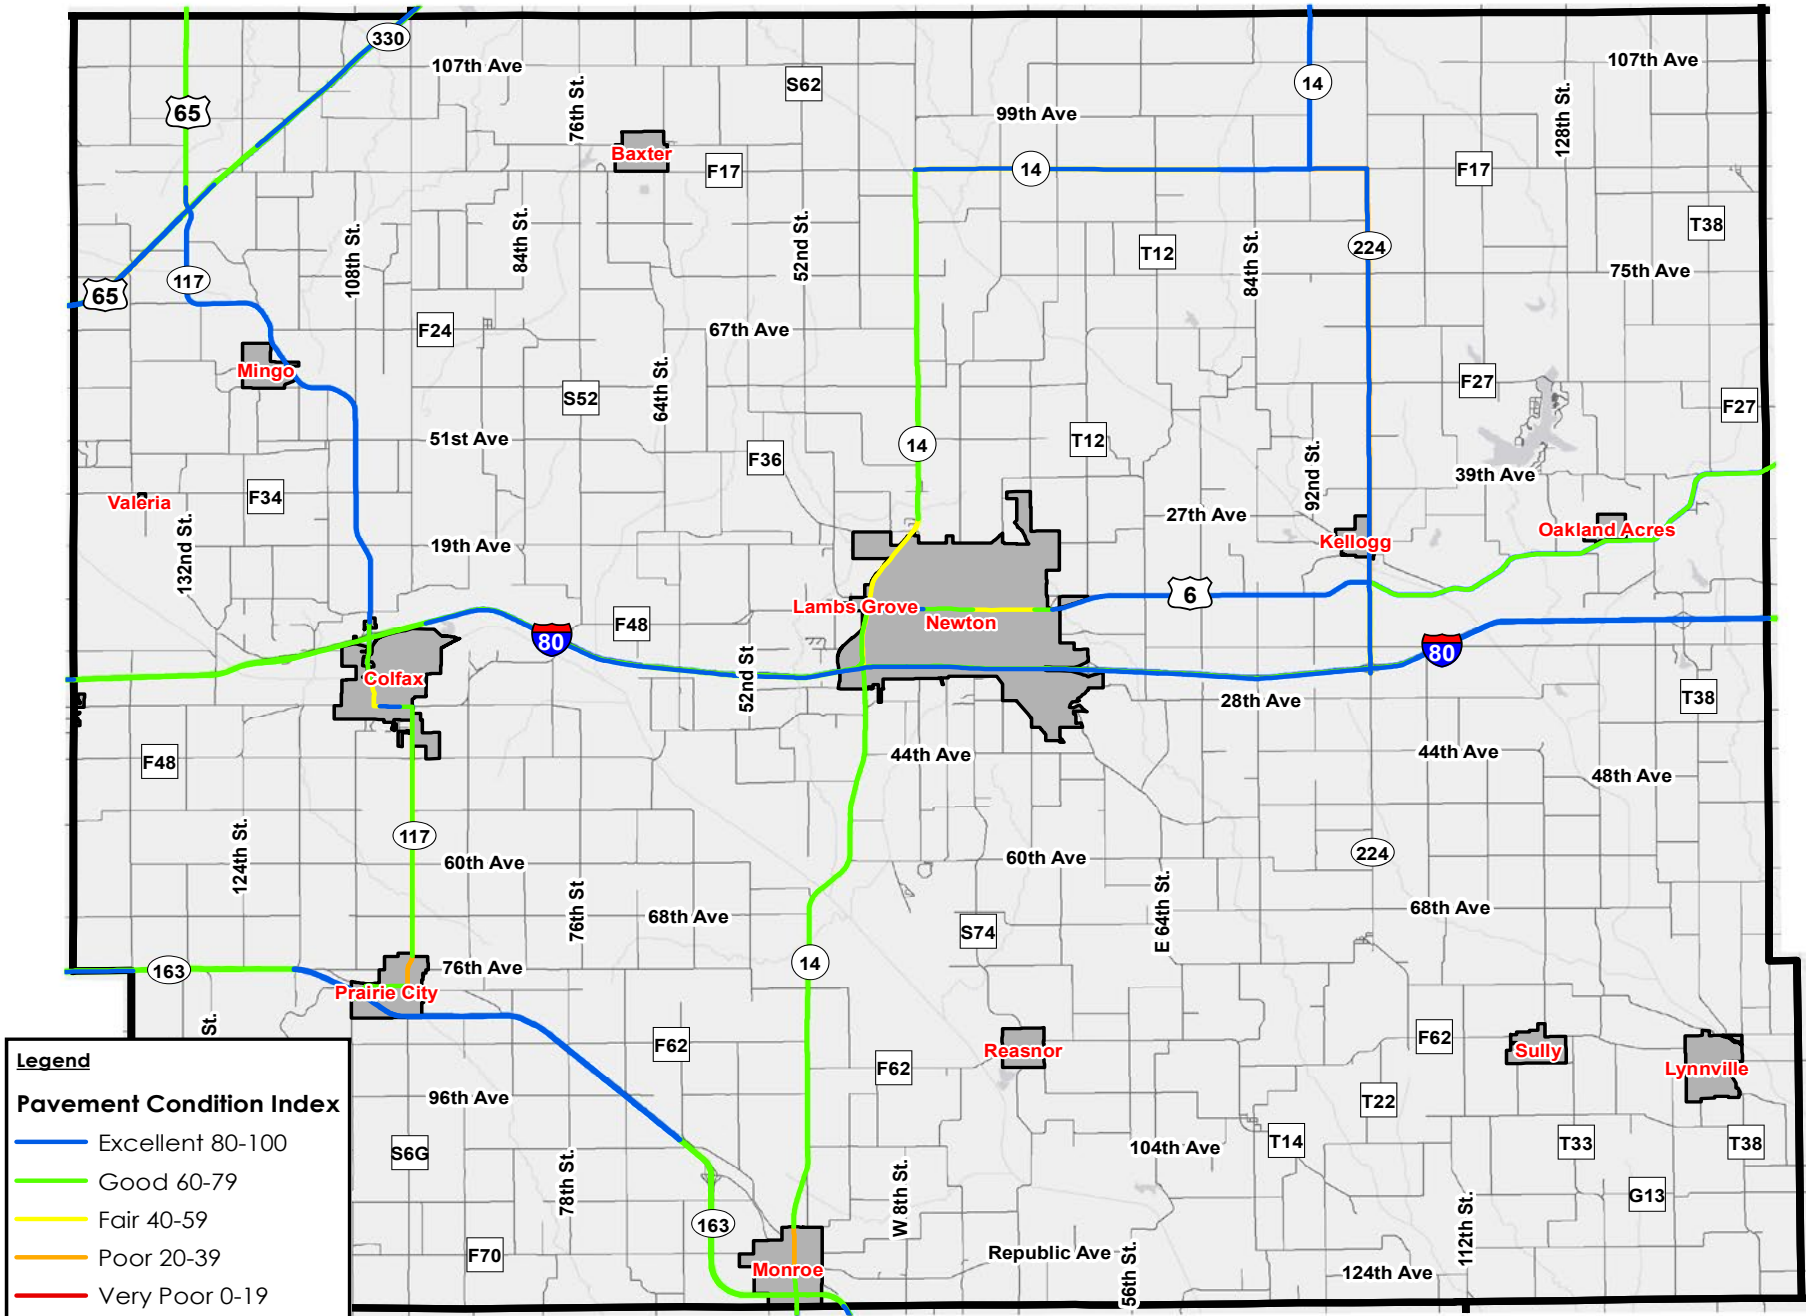 330
107th Ave
76th St.
S62
14
107th Ave
65
99th Ave
128th St.
Baxter
F17
14
F17
84th St.
108th St.
52nd St.
T12
84th St.
224
T38
117
65
75th Ave
F24
67th Ave
Mingo
64th St.
S52
F27
F27
51st Ave
F36
14
T12
92nd St.
39th Ave
Valeria
F34
132nd St.
27th Ave
Oakland Acres
19th Ave
Kellogg
Lambs Grove
Newton
6
F48
80
80
Colfax
52nd St
28th Ave
T38
F48
44th Ave
44th Ave
48th Ave
117
124th St.
60th Ave
60th Ave
224
76th St
68th Ave
E 64th St.
68th Ave
S74
163
76th Ave
14
Prairie City
St.
F62
F62
Reasnor
F62
Sully
Lynnville
96th Ave
T22
S6G
78th St.
104th Ave
T14
T33
T38
W 8th St.
163
G13
112th St.
F70
Monroe
Republic Ave
56th St.
124th Ave
Legend
Pavement Condition Index
Excellent 80-100
Good 60-79
Fair 40-59
Poor 20-39
Very Poor 0-19